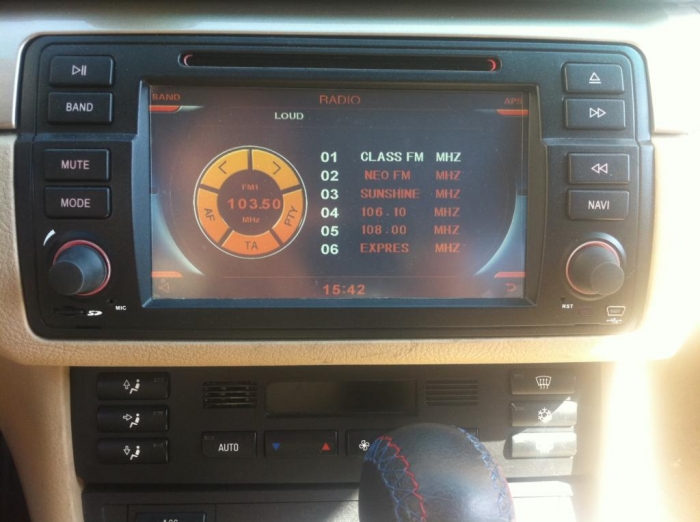 BAND RADIO APS
LOUD
BAND
MUTE
MODE
NAVI
01 CLASS FM MHZ
02 NEO FM MHZ
03 SUNSHINE MHZ
04 106.10 MHZ
05 108.00 MHZ
06 EXPRES MHZ
FM1
103.50
MHz
AF
PTY
TA
15:42
SD
MIC
RST
AUTO